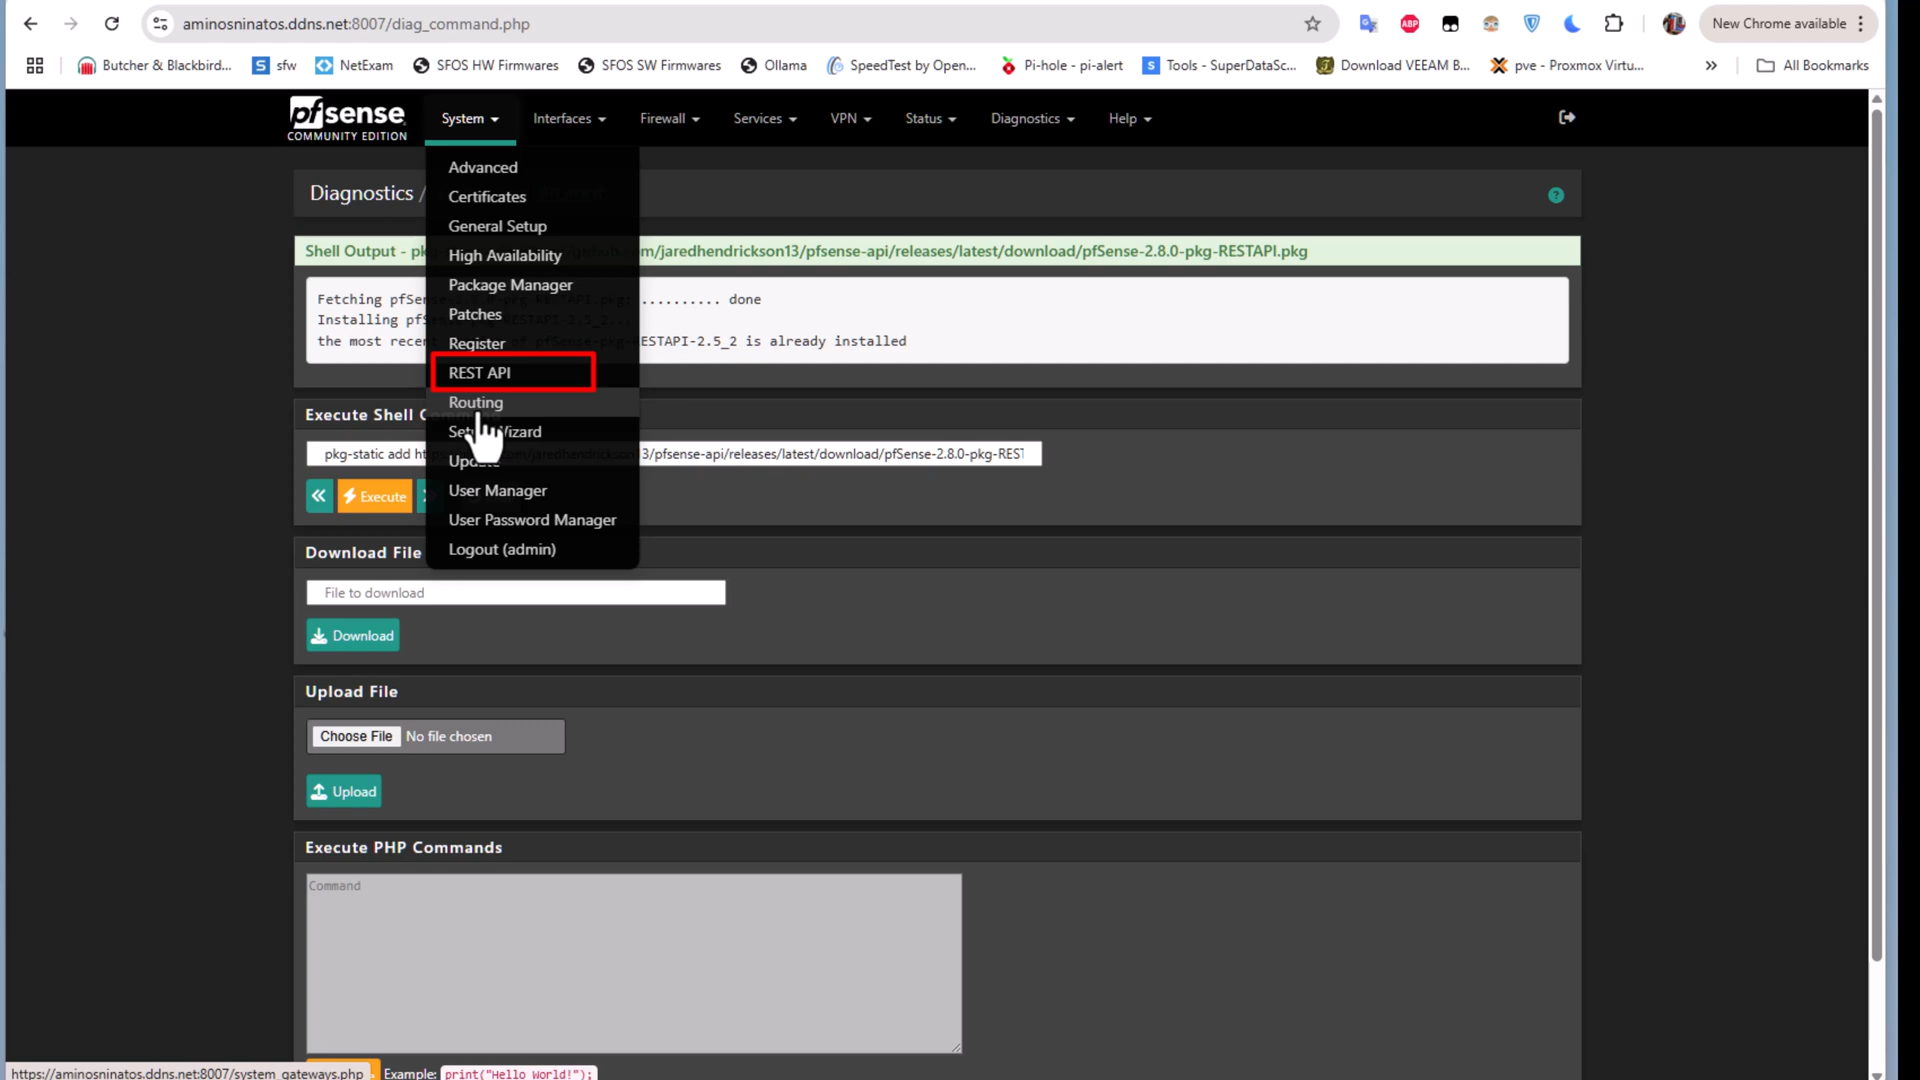 aminosninatos.ddns.net:8007/diag_command.php
New Chrome available
Butcher & Blackbird...
sfw
NetExam
SFOS HW Firmwares
SFOS SW Firmwares
Ollama
SpeedTest by Open...
Pi-hole - pi-alert
Tools - SuperDataSc...
Download VEEAM B...
pve - Proxmox Virtu...
All Bookmarks
pfsense
COMMUNITY EDITION
System
Interfaces
Firewall
Services
VPN
Status
Diagnostics
Help
Advanced
Certificates
General Setup
High Availability
Package Manager
Patches
Register
REST API
Routing
Wizard
User Manager
User Password Manager
Logout (admin)
Diagnostics /
Shell Output - /jaredhendrickson13/pfsense-api/releases/latest/download/pfSense-2.8.0-pkg-RESTAPI.pkg
Fetching .......... done
Installing
the most recent of pfSense-pkg-RESTAPI-2.5_2 is already installed
Execute Shell
pkg-static add /pfsense-api/releases/latest/download/pfSense-2.8.0-pkg-REST
Execute
Download File
File to download
Download
Upload File
Choose File No file chosen
Upload
Execute PHP Commands
Command
Example: print("Hello World!");
https://aminosninatos.ddns.net:8007/system_gateways.php
ABP